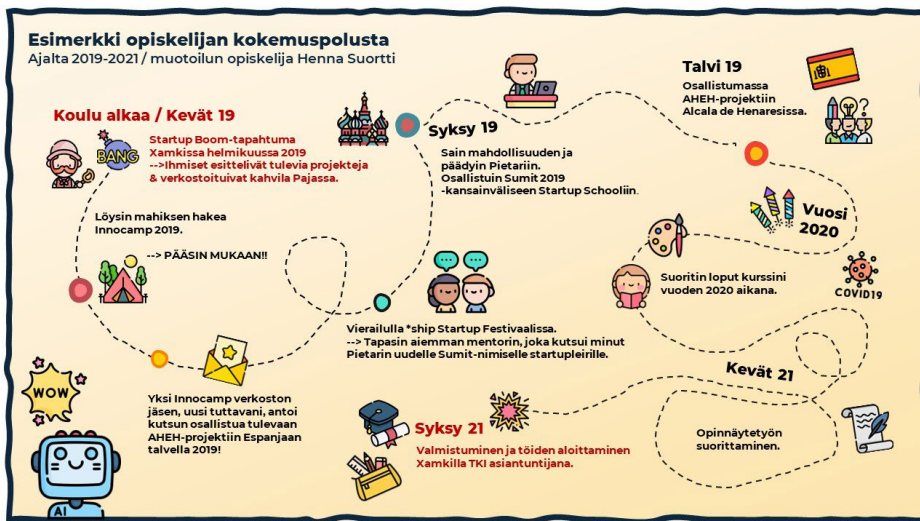 Esimerkki opiskelijan kokemuspolusta
Ajalta 2019-2021 / muotoilun opiskelija Henna Suortti
Koulu alkaa / Kevät 19
BANG
Startup Boom-tapahtuma
Xamkissa helmikuussa 2019
-->Ihmiset esittelivät tulevia projekteja
& verkostoituivat kahvila Pajassa.
Löysin mahiksen hakea
Innocamp 2019.
--> PÄÄSIN MUKAAN!!
Yksi Innocamp verkoston
jäsen, uusi tuttavani, antoi
kutsun osallistua tulevaan
AHEH-projektiin Espanjaan
talvella 2019!
Vierailulla *ship Startup Festivaalissa.
--> Tapasin aiemman mentorin, joka kutsui minut
Pietarin uudelle Sumit-nimiselle startupleirille.
Syksy 19
Sain mahdollisuuden ja
päädyin Pietariin.
Osallistuin Sumit 2019
-kansainväliseen Startup Schooliin.
Talvi 19
Osallistumassa
AHEH-projektiin
Alcala de Henaresissa.
Vuosi
2020
COVID19
Suoritin loput kurssini
vuoden 2020 aikana.
Kevät 21
Opinnäytetyön
suorittaminen.
Syksy 21
Valmistuminen ja töiden aloittaminen
Xamkilla TKI asiantuntijana.
WOW
AI